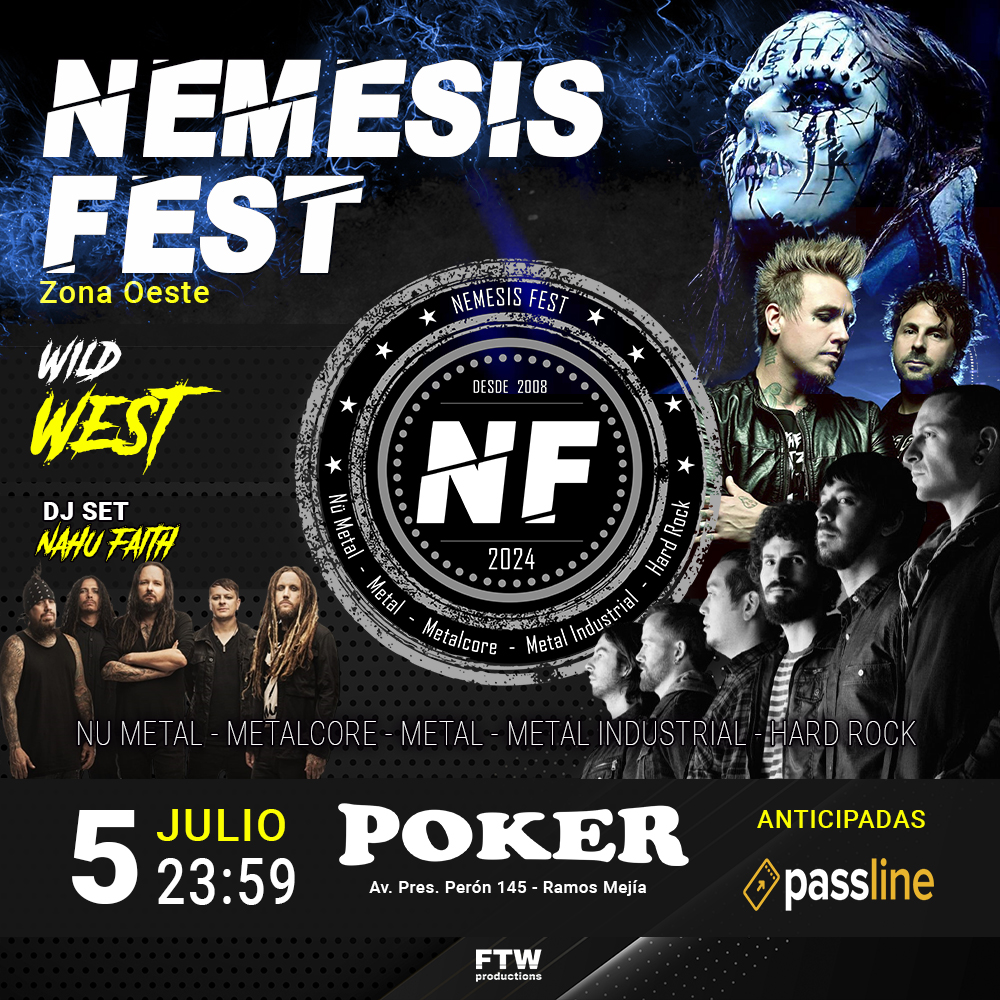 NEMESIS
FEST
Zona Oeste
WILD
WEST
DJ SET
NAHU FAITH
NEMESIS FEST
DESDE 2008
NF
2024
Nü Metal - Metal - Metalcore - Metal Industrial - Hard Rock
NU METAL - METALCORE - METAL - METAL INDUSTRIAL - HARD ROCK
5
JULIO
23:59
POKER
Av. Pres. Perón 145 - Ramos Mejía
ANTICIPADAS
passline
FTW
productions